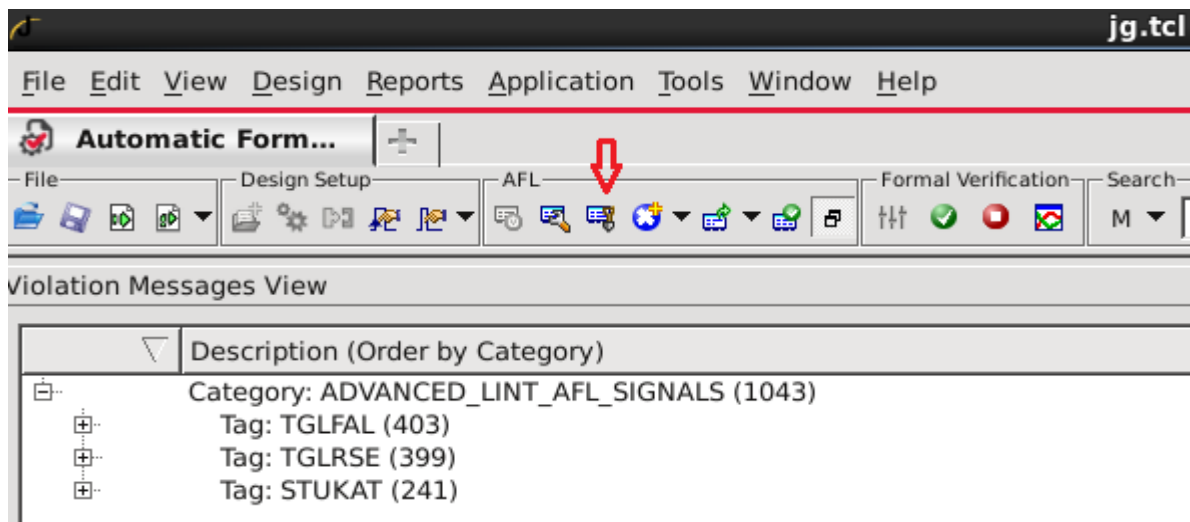 jg.tcl
File Edit View Design Reports Application Tools Window Help
Automatic Form...
File Design Setup AFL Formal Verification Search
M
Violation Messages View
Description (Order by Category)
Category: ADVANCED_LINT_AFL_SIGNALS (1043)
Tag: TGLFAL (403)
Tag: TGLRSE (399)
Tag: STUKAT (241)